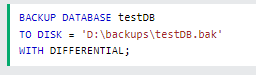 BACKUP DATABASE testDB
TO DISK = 'D:\backups\testDB.bak'
WITH DIFFERENTIAL;